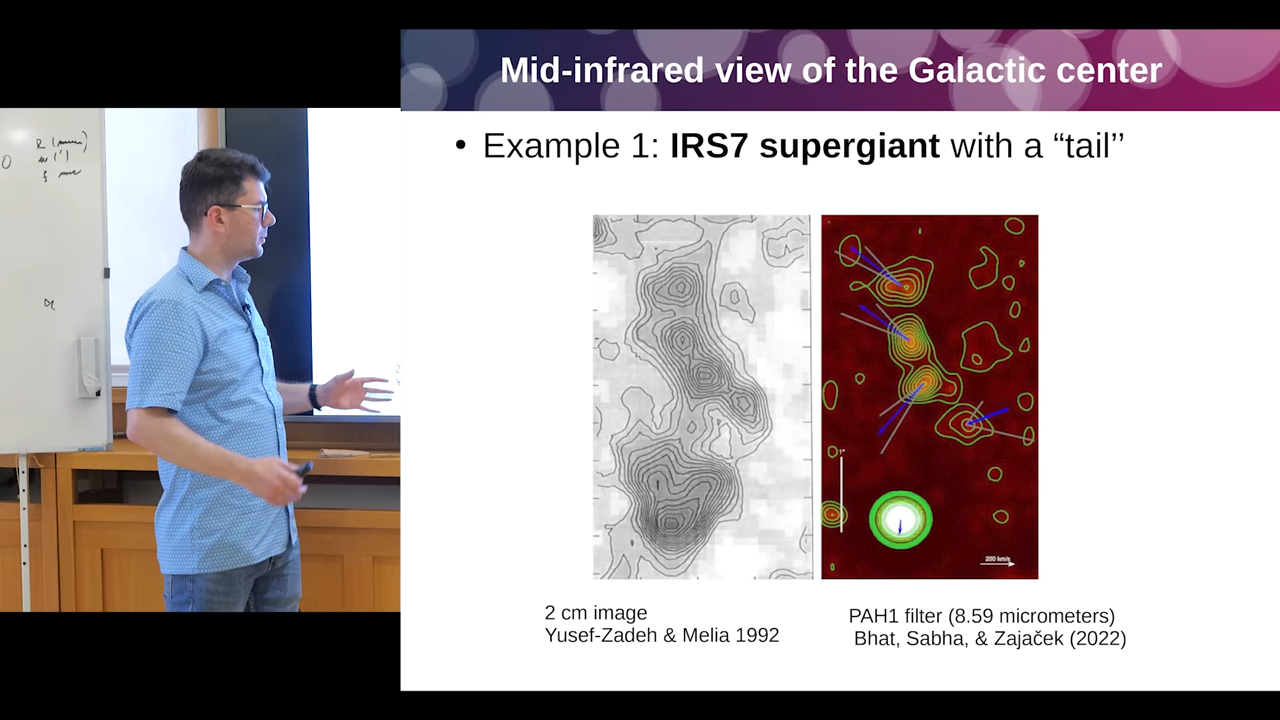 Mid-infrared view of the Galactic center
• Example 1: IRS7 supergiant with a “tail’’
1"
200 km/s
2 cm image
Yusef-Zadeh & Melia 1992
PAH1 filter (8.59 micrometers)
Bhat, Sabha, & Zajaček (2022)